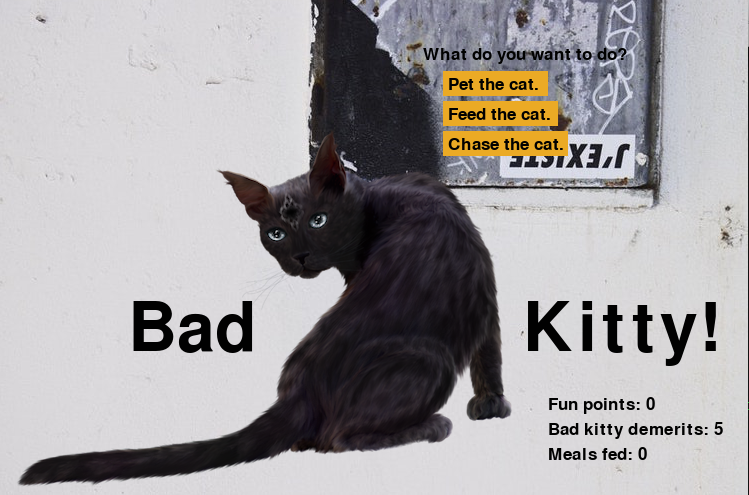 What do you want to do?
Pet the cat.
Feed the cat.
Chase the cat.
J'EXISTE
Bad Kitty!
Fun points: 0
Bad kitty demerits: 5
Meals fed: 0